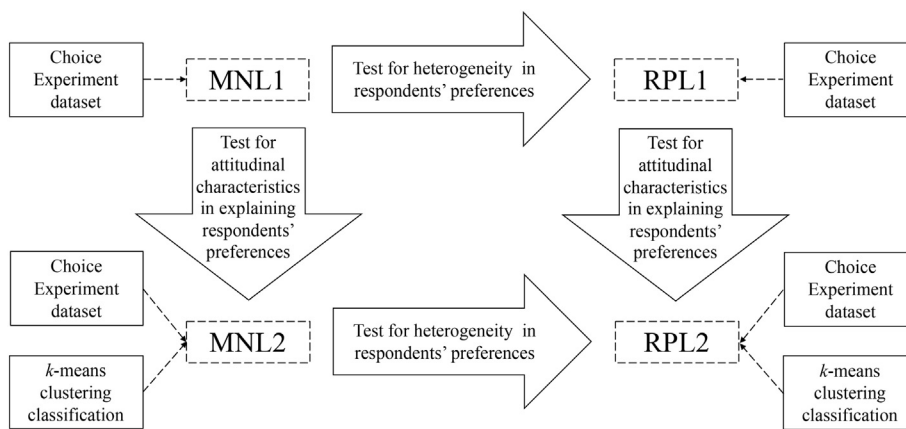 Choice
Experiment
dataset
MNL1
Test for heterogeneity in
respondents' preferences
RPL1
Choice
Experiment
dataset
Test for
attitudinal
characteristics
in explaining
respondents'
preferences
Test for
attitudinal
characteristics
in explaining
respondents'
preferences
Choice
Experiment
dataset
k-means
clustering
classification
MNL2
Test for heterogeneity in
respondents' preferences
RPL2
Choice
Experiment
dataset
k-means
clustering
classification